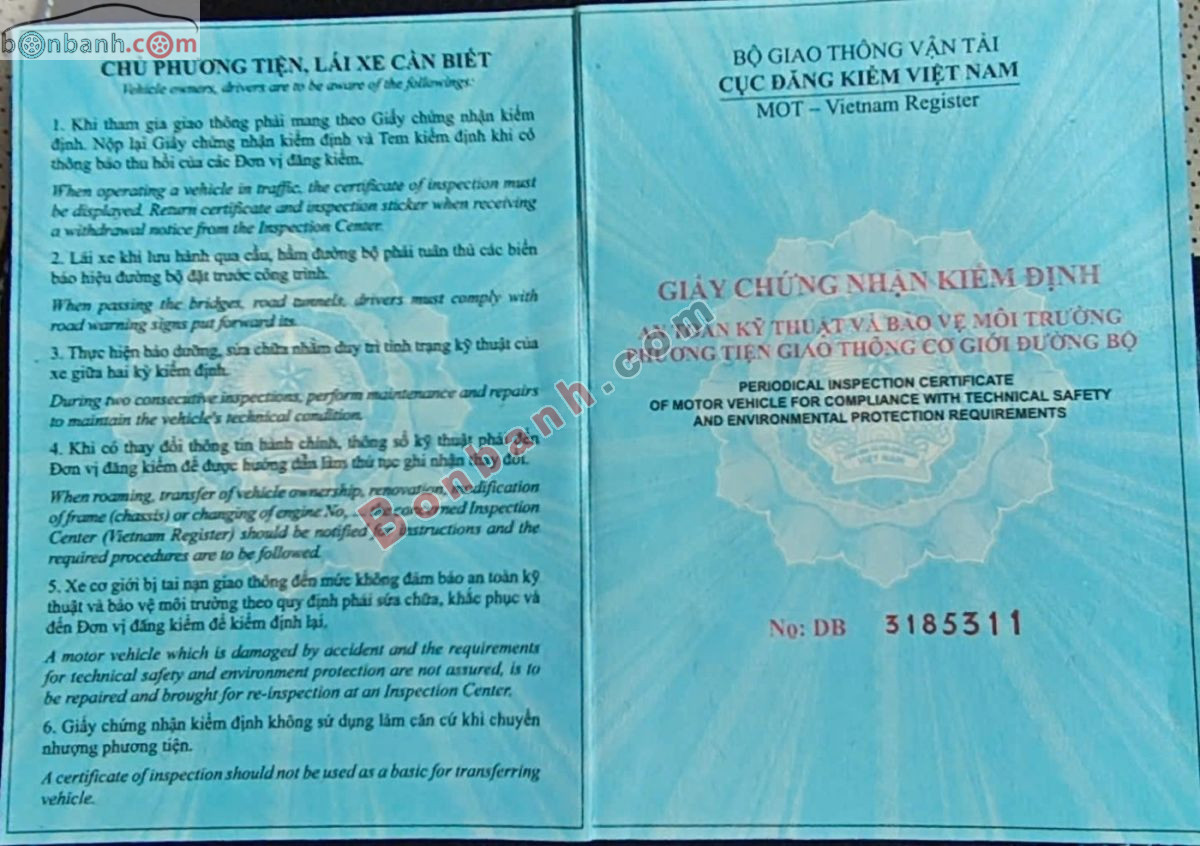 bonbanh.com
CHỦ PHƯƠNG TIỆN, LÁI XE CẦN BIẾT
Vehicle owners, drivers are to be aware of the followings:
1. Khi tham gia giao thông phải mang theo Giấy chứng nhận kiểm
định. Nộp lại Giấy chứng nhận kiểm định và Tem kiểm định khi có
thông báo thu hồi của các Đơn vị đăng kiểm.
When operating a vehicle in traffic, the certificate of inspection must
be displayed. Return certificate and inspection sticker when receiving
a withdrawal notice from the Inspection Center.
2. Lái xe khi lưu hành qua cầu, hầm đường bộ phải tuân thủ các biển
báo hiệu đường bộ đặt trước công trình.
When passing the bridges, road tunnels, drivers must comply with
road warning signs put forward its.
3. Thực hiện bảo dưỡng, sửa chữa nhằm duy trì tình trạng kỹ thuật của
xe giữa hai kỳ kiểm định.
During two consecutive inspections, perform maintenance and repairs
to maintain the vehicle's technical condition.
4. Khi có thay đổi thông tin hành chính, thông số kỹ thuật phải đến
Đơn vị đăng kiểm để được hướng dẫn làm thủ tục ghi nhận thay đổi.
When roaming, transfer of vehicle ownership, renovation, modification
of frame (chassis) or changing of engine No, ... the concerned Inspection
Center (Vietnam Register) should be notified for instructions and the
required procedures are to be followed.
5. Xe cơ giới bị tai nạn giao thông đến mức không đảm bảo an toàn kỹ
thuật và bảo vệ môi trường theo quy định phải sửa chữa, khắc phục và
đến Đơn vị đăng kiểm để kiểm định lại.
A motor vehicle which is damaged by accident and the requirements
for technical safety and environment protection are not assured, is to
be repaired and brought for re-inspection at an Inspection Center.
6. Giấy chứng nhận kiểm định không sử dụng làm căn cứ khi chuyển
nhượng phương tiện.
A certificate of inspection should not be used as a basic for transferring
vehicle.
BỘ GIAO THÔNG VẬN TẢI
CỤC ĐĂNG KIỂM VIỆT NAM
MOT – Vietnam Register
GIẤY CHỨNG NHẬN KIỂM ĐỊNH
AN TOÀN KỸ THUẬT VÀ BẢO VỆ MÔI TRƯỜNG
PHƯƠNG TIỆN GIAO THÔNG CƠ GIỚI ĐƯỜNG BỘ
PERIODICAL INSPECTION CERTIFICATE
OF MOTOR VEHICLE FOR COMPLIANCE WITH TECHNICAL SAFETY
AND ENVIRONMENTAL PROTECTION REQUIREMENTS
VIỆT NAM
No: DB 3185311
Bonbanh.com